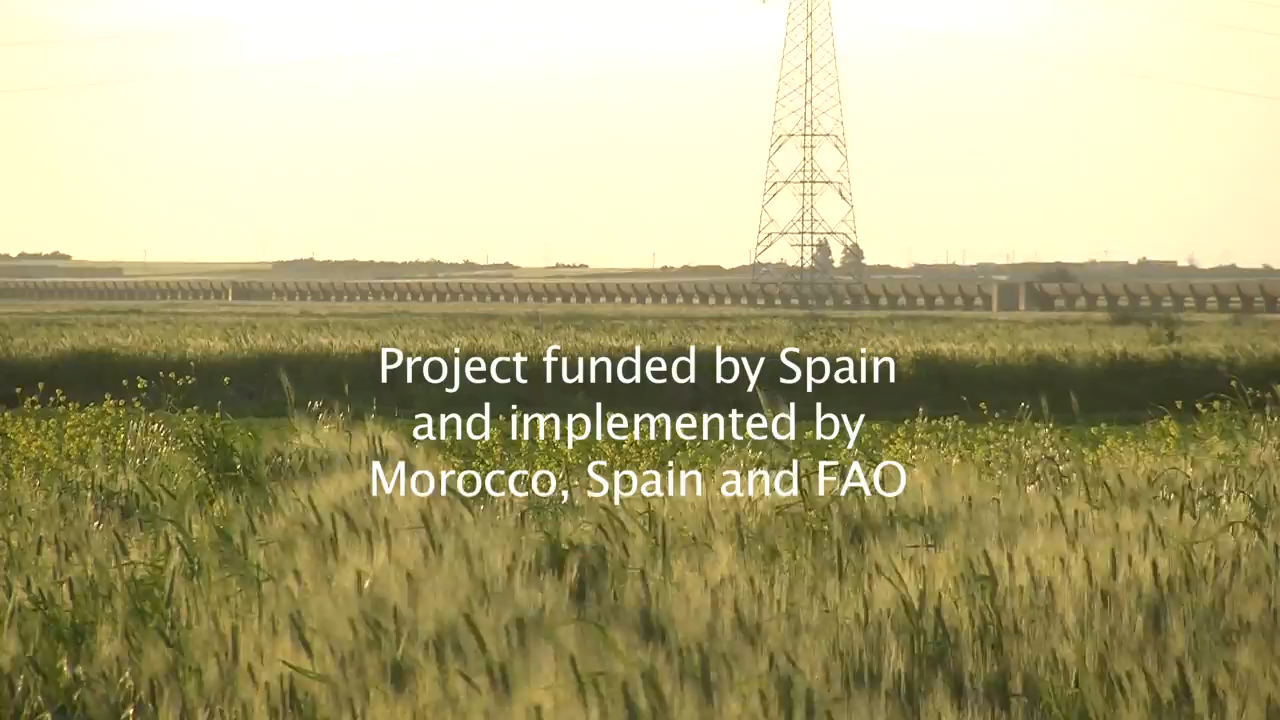 Project funded by Spain
and implemented by
Morocco, Spain and FAO